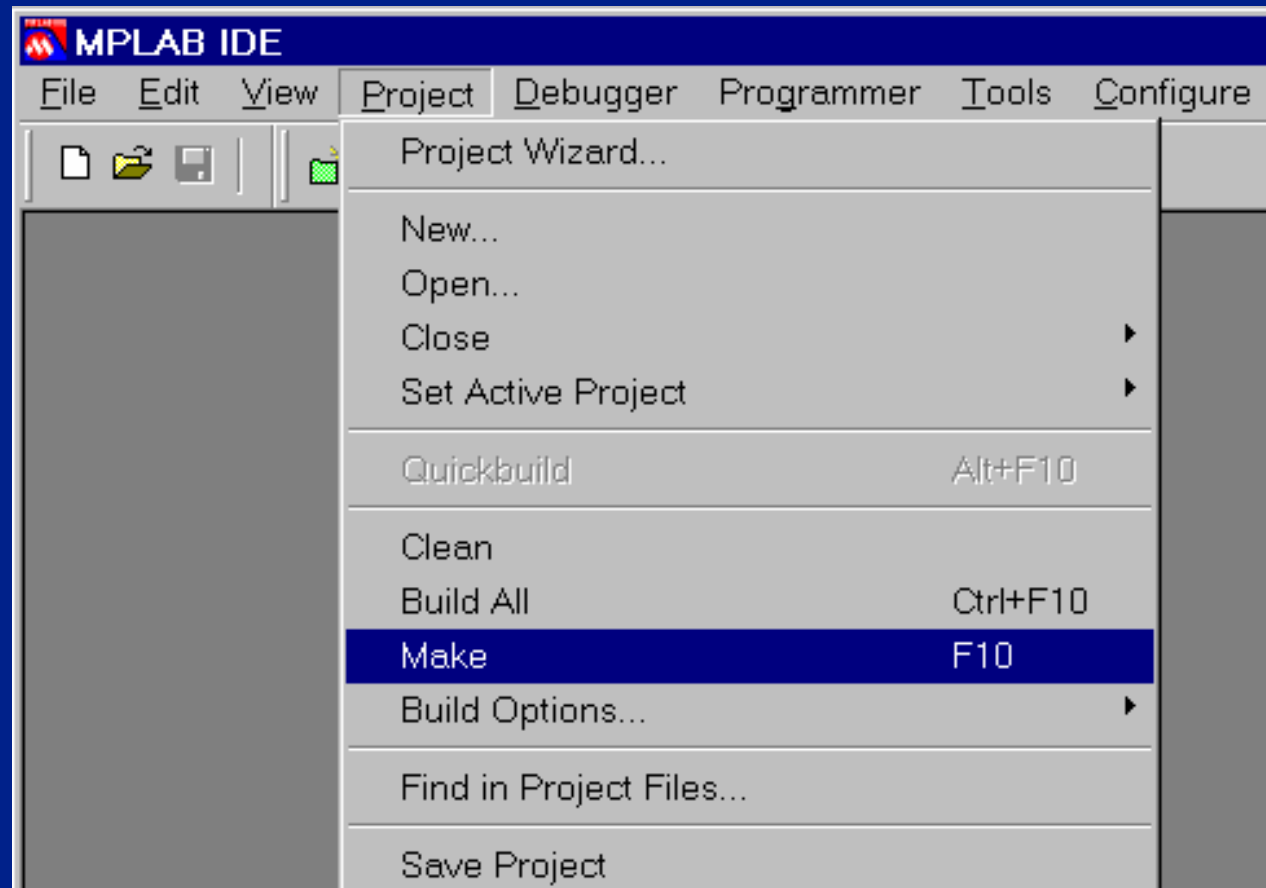 MPLAB IDE
File Edit View Project Debugger Programmer Tools Configure
Project Wizard...
New...
Open...
Close
Set Active Project
Quickbuild Alt+F10
Clean
Build All Ctrl+F10
Make F10
Build Options...
Find in Project Files...
Save Project